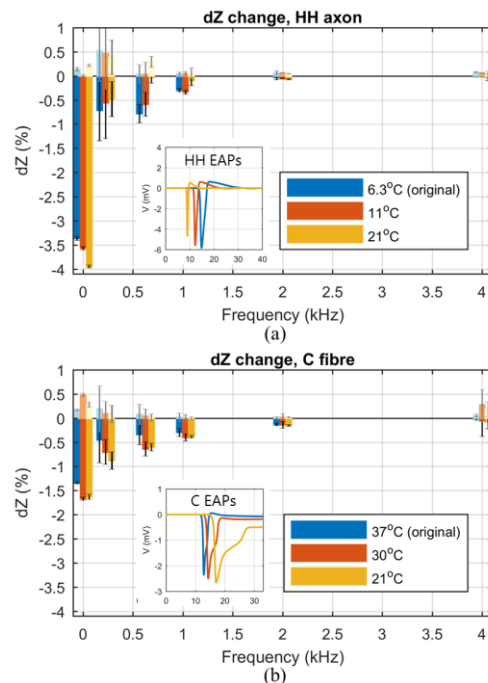 dZ change, HH axon
1
0.5
0
-0.5
-1
-1.5
-2
-2.5
-3
-3.5
-4
dZ (%)
HH EAPs
4
2
0
-2
-4
-6
V (mV)
0 10 20 30 40
6.3°C (original)
11°C
21°C
0 0.5 1 1.5 2 2.5 3 3.5 4
Frequency (kHz)
(a)
dZ change, C fibre
1
0.5
0
-0.5
-1
-1.5
-2
-2.5
-3
-3.5
-4
dZ (%)
C EAPs
1
0
-1
-2
-3
V (mV)
0 10 20 30
37°C (original)
30°C
21°C
0 0.5 1 1.5 2 2.5 3 3.5 4
Frequency (kHz)
(b)